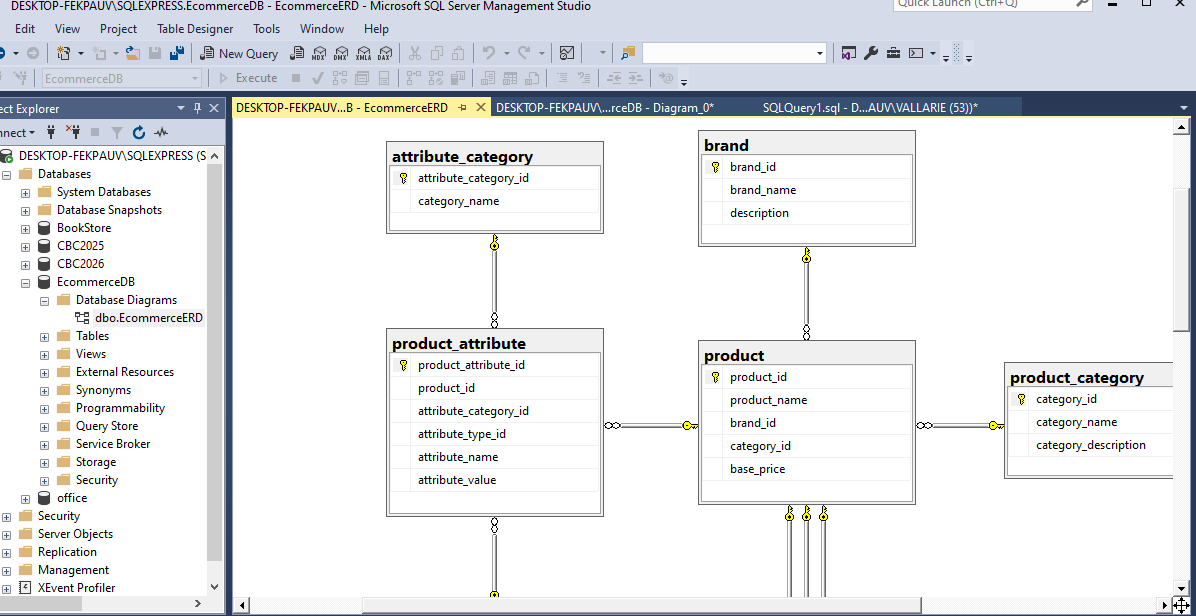 DESKTOP-FEKPAUV\SQLEXPRESS.EcommerceDB - EcommerceERD - Microsoft SQL Server Management Studio
Quick Launch (Ctrl+Q)
Edit View Project Table Designer Tools Window Help
New Query MDX DMX XMLA DAX
EcommerceDB Execute
ect Explorer
nnect
DESKTOP-FEKPAUV\SQLEXPRESS (S
Databases
System Databases
Database Snapshots
BookStore
CBC2025
CBC2026
EcommerceDB
Database Diagrams
dbo.EcommerceERD
Tables
Views
External Resources
Synonyms
Programmability
Query Store
Service Broker
Storage
Security
office
Security
Server Objects
Replication
Management
XEvent Profiler
DESKTOP-FEKPAUV...B - EcommerceERD
DESKTOP-FEKPAUV\...rceDB - Diagram_0*
SQLQuery1.sql - D...AUV\VALLARIE (53))*
attribute_category
attribute_category_id
category_name
brand
brand_id
brand_name
description
product_attribute
product_attribute_id
product_id
attribute_category_id
attribute_type_id
attribute_name
attribute_value
product
product_id
product_name
brand_id
category_id
base_price
product_category
category_id
category_name
category_description